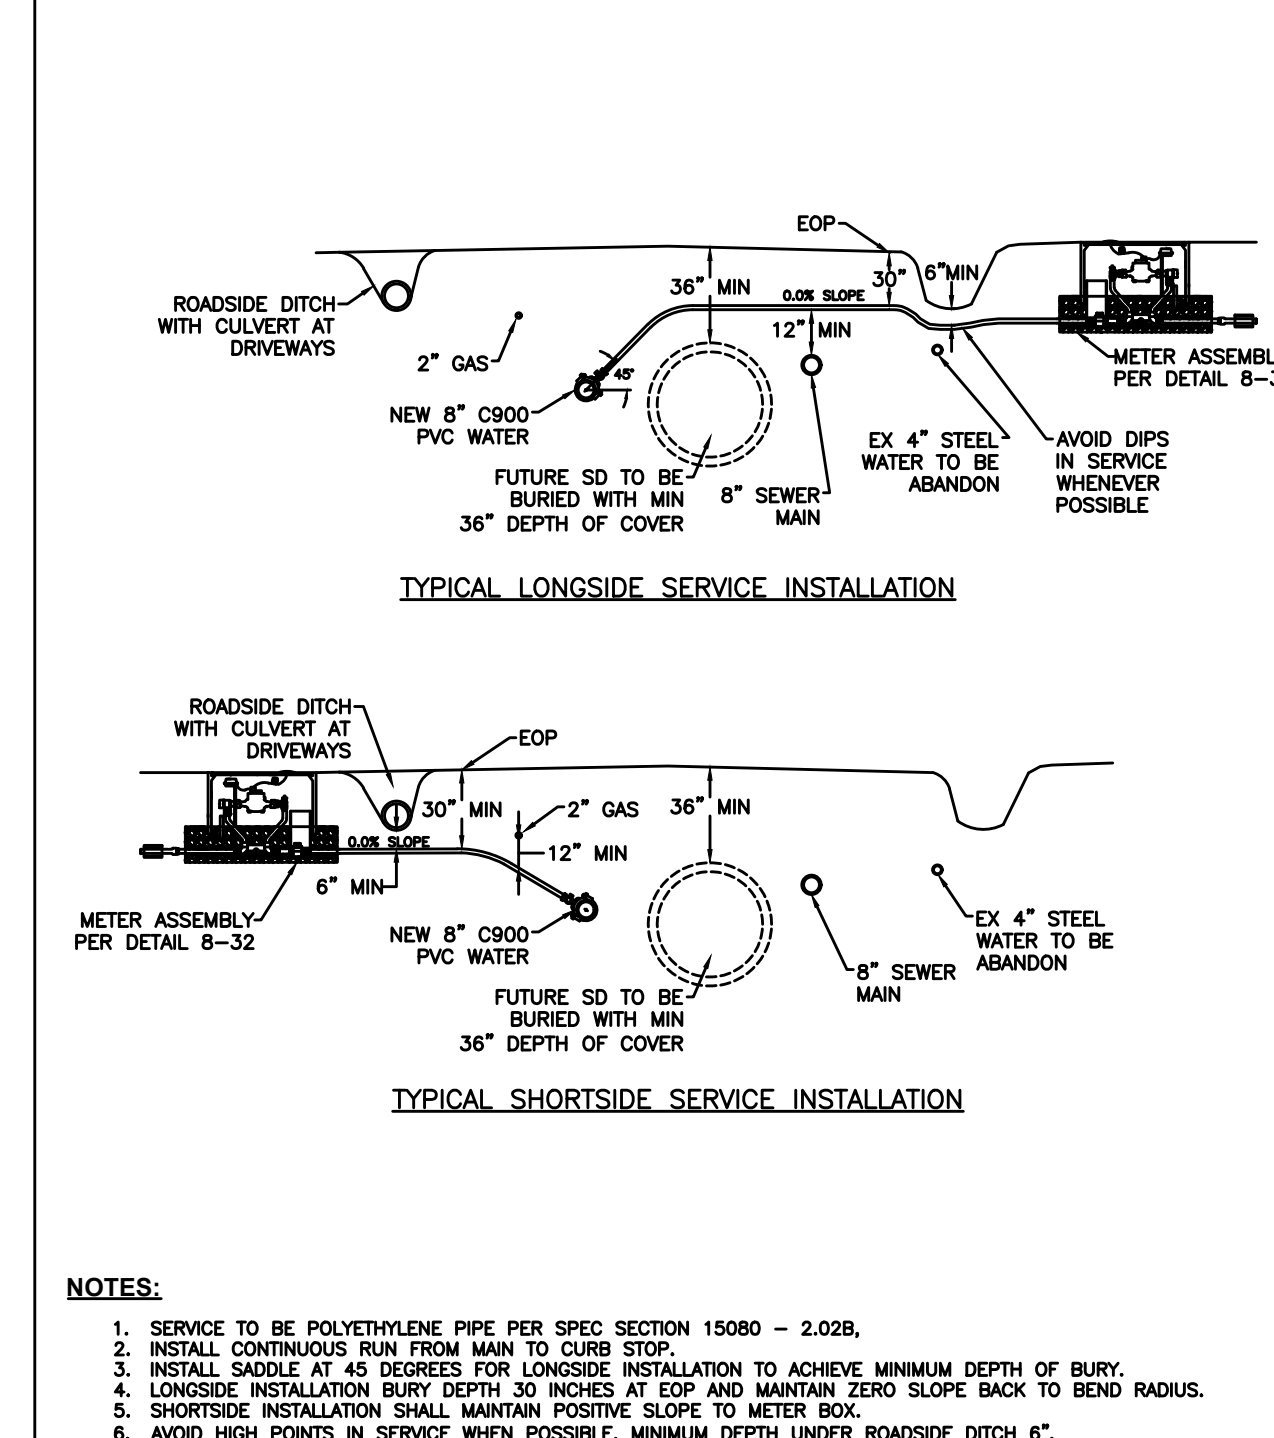 EOP
36" MIN
30"
6"MIN
0.0% SLOPE
12" MIN
ROADSIDE DITCH
WITH CULVERT AT
DRIVEWAYS
2" GAS
45°
NEW 8" C900
PVC WATER
FUTURE SD TO BE
BURIED WITH MIN
36" DEPTH OF COVER
8" SEWER
MAIN
EX 4" STEEL
WATER TO BE
ABANDON
AVOID DIPS
IN SERVICE
WHENEVER
POSSIBLE
METER
PER DETAIL
TYPICAL LONGSIDE SERVICE INSTALLATION
ROADSIDE DITCH
WITH CULVERT AT
DRIVEWAYS
EOP
30" MIN
2" GAS
36" MIN
0.0% SLOPE
12" MIN
6" MIN
METER ASSEMBLY
PER DETAIL 8-32
NEW 8" C900
PVC WATER
FUTURE SD TO BE
BURIED WITH MIN
36" DEPTH OF COVER
8" SEWER
MAIN
EX 4" STEEL
WATER TO BE
ABANDON
TYPICAL SHORTSIDE SERVICE INSTALLATION
NOTES:
1. SERVICE TO BE POLYETHYLENE PIPE PER SPEC SECTION 15080 - 2.02B,
2. INSTALL CONTINUOUS RUN FROM MAIN TO CURB STOP.
3. INSTALL SADDLE AT 45 DEGREES FOR LONGSIDE INSTALLATION TO ACHIEVE MINIMUM DEPTH OF BURY.
4. LONGSIDE INSTALLATION BURY DEPTH 30 INCHES AT EOP AND MAINTAIN ZERO SLOPE BACK TO BEND RADIUS.
5. SHORTSIDE INSTALLATION SHALL MAINTAIN POSITIVE SLOPE TO METER BOX.
6. AVOID HIGH POINTS IN SERVICE WHEN POSSIBLE. MINIMUM DEPTH UNDER ROADSIDE DITCH 6".